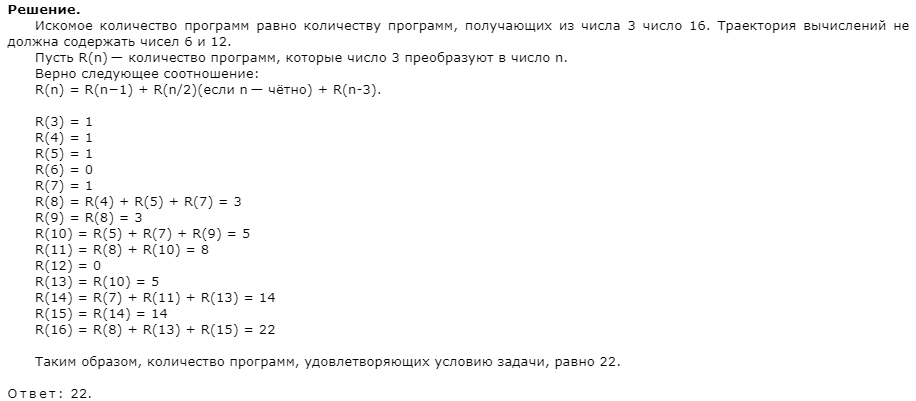 Решение.
Искомое количество программ равно количеству программ, получающих из числа 3 число 16. Траектория вычислений не
должна содержать чисел 6 и 12.
Пусть R(n) — количество программ, которые число 3 преобразуют в число n.
Верно следующее соотношение:
R(n) = R(n−1) + R(n/2)(если n — чётно) + R(n-3).
R(3) = 1
R(4) = 1
R(5) = 1
R(6) = 0
R(7) = 1
R(8) = R(4) + R(5) + R(7) = 3
R(9) = R(8) = 3
R(10) = R(5) + R(7) + R(9) = 5
R(11) = R(8) + R(10) = 8
R(12) = 0
R(13) = R(10) = 5
R(14) = R(7) + R(11) + R(13) = 14
R(15) = R(14) = 14
R(16) = R(8) + R(13) + R(15) = 22
Таким образом, количество программ, удовлетворяющих условию задачи, равно 22.
Ответ: 22.